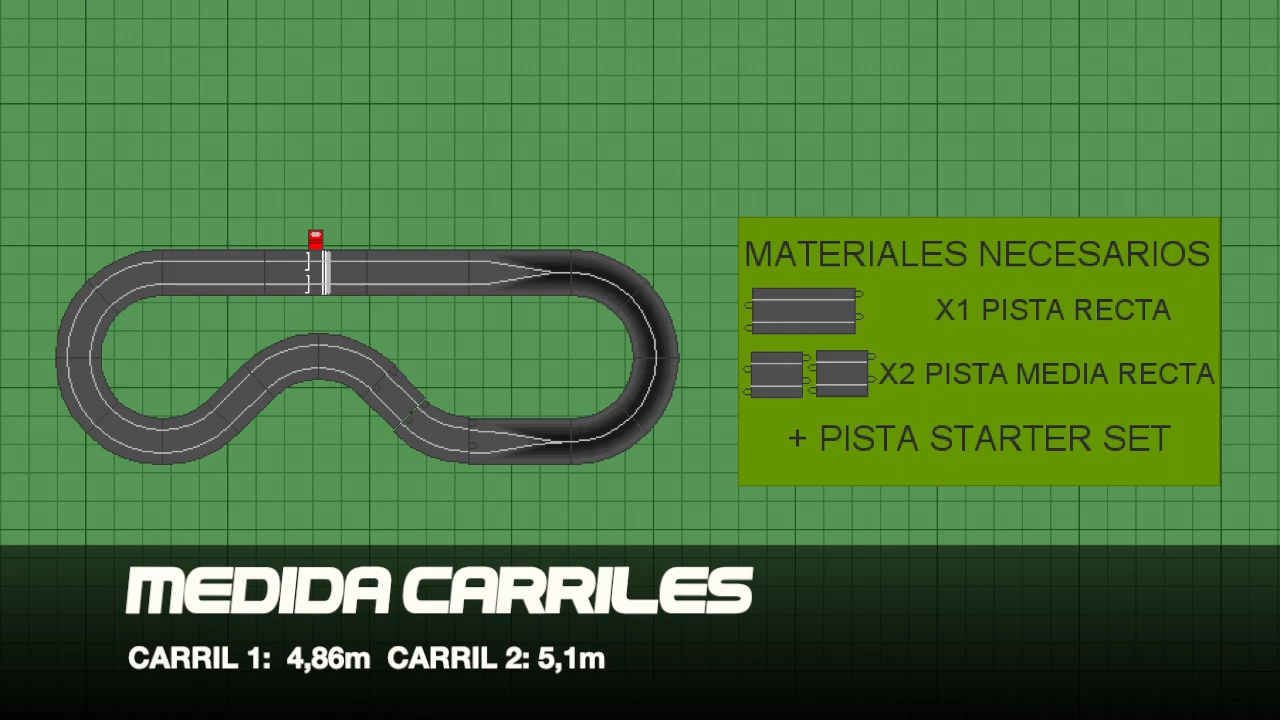 MATERIALES NECESARIOS
X1 PISTA RECTA
X2 PISTA MEDIA RECTA
+ PISTA STARTER SET
MEDIDA CARRILES
CARRIL 1: 4,86m CARRIL 2: 5,1m